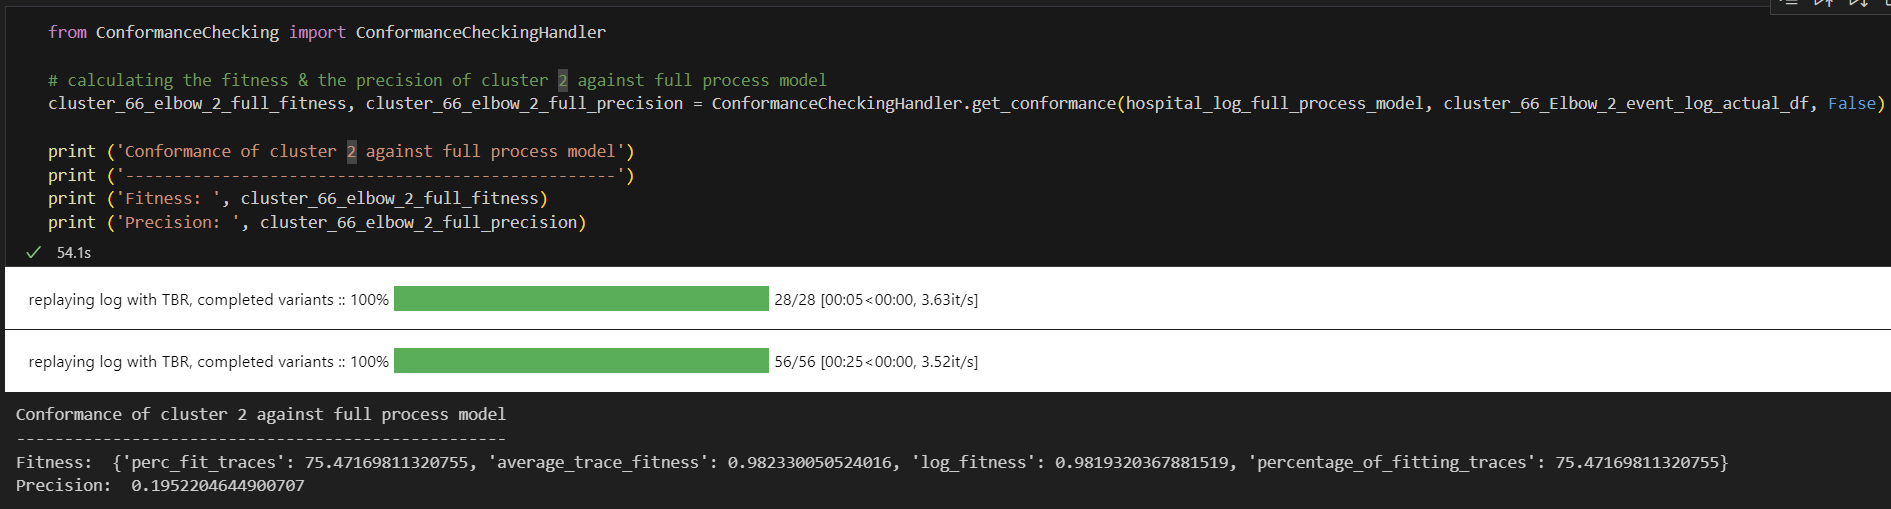 from ConformanceChecking import ConformanceCheckingHandler
# calculating the fitness & the precision of cluster 2 against full process model
cluster_66_elbow_2_full_fitness, cluster_66_elbow_2_full_precision = ConformanceCheckingHandler.get_conformance(hospital_log_full_process_model, cluster_66_Elbow_2_event_log_actual_df, False)
print ('Conformance of cluster 2 against full process model')
print ('---------------------------------------------------')
print ('Fitness: ', cluster_66_elbow_2_full_fitness)
print ('Precision: ', cluster_66_elbow_2_full_precision)
54.1s
replaying log with TBR, completed variants :: 100% 28/28 [00:05<00:00, 3.63it/s]
replaying log with TBR, completed variants :: 100% 56/56 [00:25<00:00, 3.52it/s]
Conformance of cluster 2 against full process model
---------------------------------------------------
Fitness:  {'perc_fit_traces': 75.47169811320755, 'average_trace_fitness': 0.982330050524016, 'log_fitness': 0.9819320367881519, 'percentage_of_fitting_traces': 75.47169811320755}
Precision:  0.1952204644900707